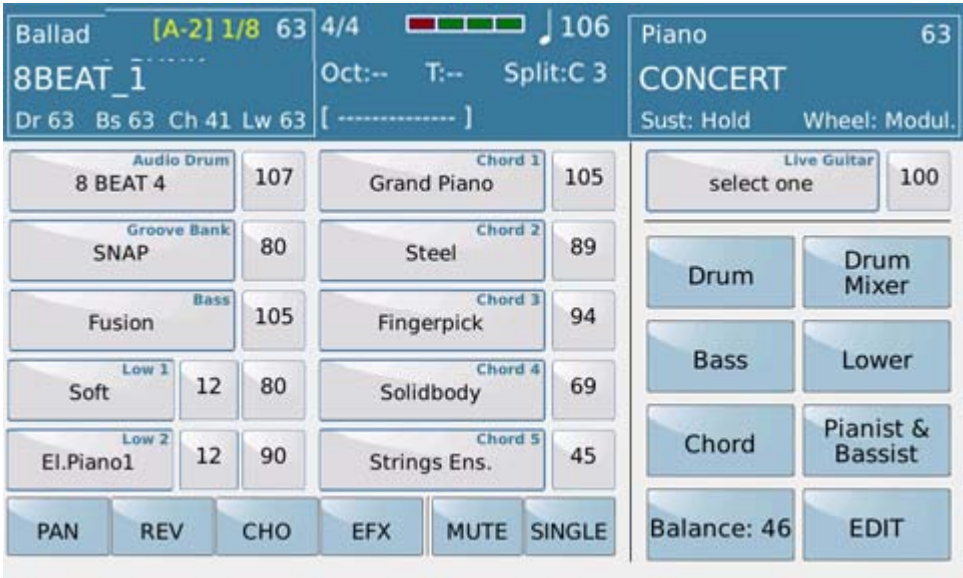 Ballad [A-2] 1/8 63
8BEAT_1
Dr 63 Bs 63 Ch 41 Lw 63
4/4 106
Oct:-- T:-- Split:C 3
[ -------------- ]
Piano 63
CONCERT
Sust: Hold Wheel: Modul.
Audio Drum
8 BEAT 4 107
Groove Bank
SNAP 80
Bass
Fusion 105
Low 1
Soft 12 80
Low 2
El.Piano1 12 90
Chord 1
Grand Piano 105
Chord 2
Steel 89
Chord 3
Fingerpick 94
Chord 4
Solidbody 69
Chord 5
Strings Ens. 45
PAN REV CHO EFX MUTE SINGLE
Live Guitar
select one 100
Drum
Drum
Mixer
Bass
Lower
Chord
Pianist &
Bassist
Balance: 46
EDIT